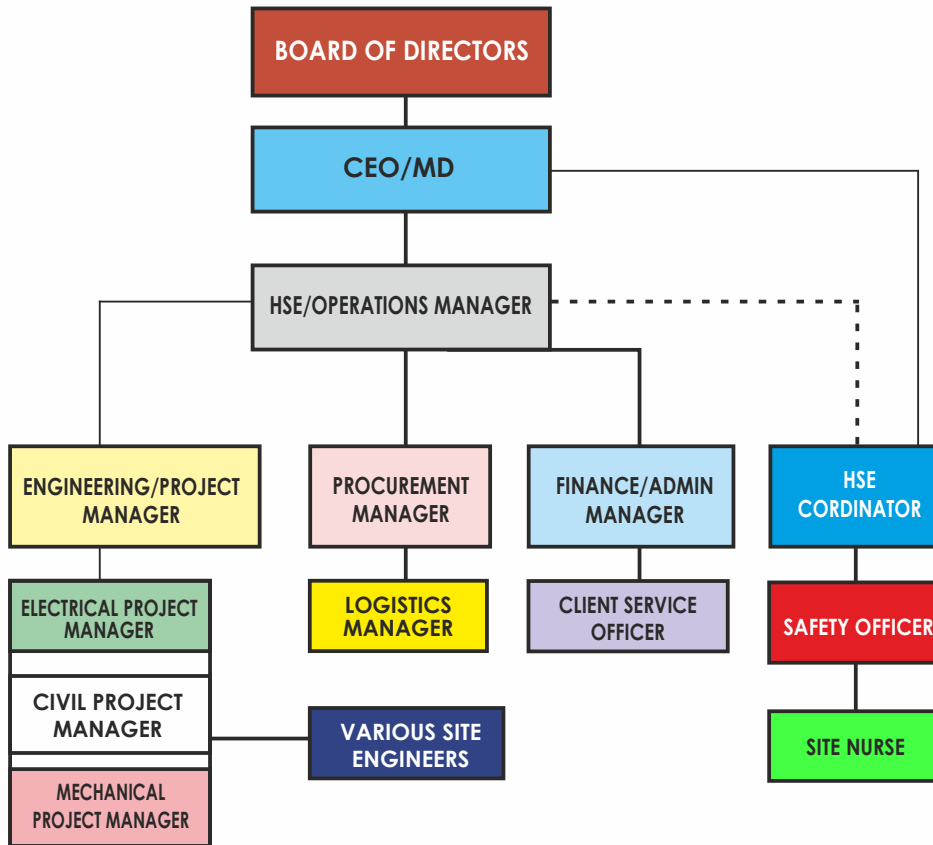 BOARD OF DIRECTORS
CEO/MD
HSE/OPERATIONS MANAGER
ENGINEERING/PROJECT
MANAGER
PROCUREMENT
MANAGER
FINANCE/ADMIN
MANAGER
HSE
CORDINATOR
ELECTRICAL PROJECT
MANAGER
LOGISTICS
MANAGER
CLIENT SERVICE
OFFICER
SAFETY OFFICER
CIVIL PROJECT
MANAGER
VARIOUS SITE
ENGINEERS
SITE NURSE
MECHANICAL
PROJECT MANAGER